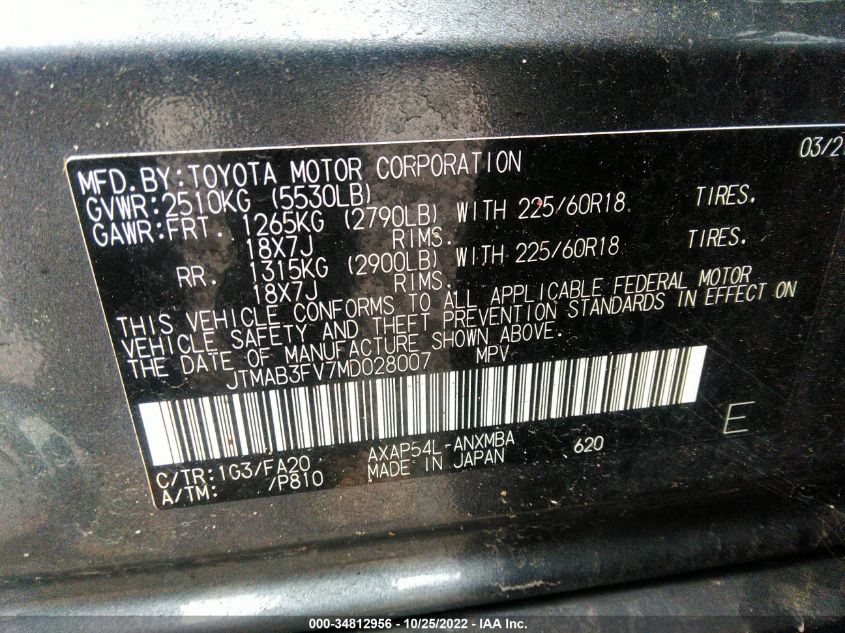 03/2
MFD.BY:TOYOTA MOTOR CORPORATION
GVWR:2510KG (5530LB)
GAWR:FRT. 1265KG (2790LB) WITH 225/60R18 TIRES.
18X7J RIMS.
RR. 1315KG (2900LB) WITH 225/60R18 TIRES.
18X7J RIMS.
THIS VEHICLE CONFORMS TO ALL APPLICABLE FEDERAL MOTOR
VEHICLE SAFETY AND THEFT PREVENTION STANDARDS IN EFFECT ON
THE DATE OF MANUFACTURE SHOWN ABOVE.
JTMAB3FV7MD028007 MPV
E
C/TR:1G3/FA20 AXAP54L-ANXMBA 620
A/TM: /P810 MADE IN JAPAN
000-34812956 - 10/25/2022 - IAA Inc.